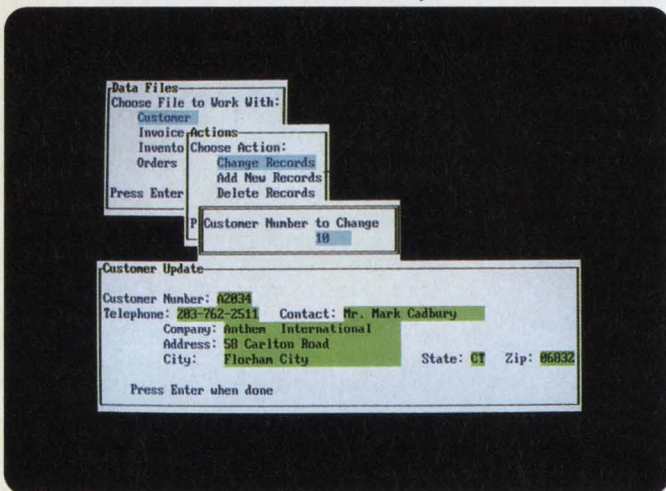 Data Files
Choose File to Work With:
Customer
Invoice
Invento
Orders
Press Enter
Actions
Choose Action:
Change Records
Add New Records
Delete Records
P
Customer Number to Change
10
Customer Update
Customer Number: A2034
Telephone: 203-762-2511 Contact: Mr. Mark Cadbury
Company: Anthem International
Address: 58 Carlton Road
City: Florham City State: CT Zip: 06832
Press Enter when done